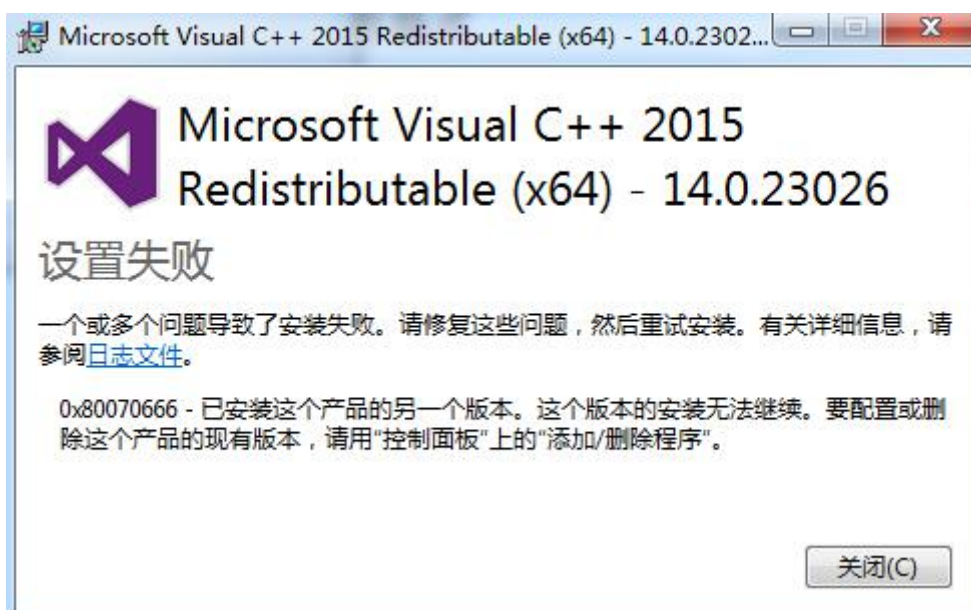 Microsoft Visual C++ 2015 Redistributable (x64) - 14.0.2302...
Microsoft Visual C++ 2015
Redistributable (x64) - 14.0.23026
设置失败
一个或多个问题导致了安装失败。请修复这些问题，然后重试安装。有关详细信息，请
参阅日志文件。
0x80070666 - 已安装这个产品的另一个版本。这个版本的安装无法继续。要配置或删
除这个产品的现有版本，请用"控制面板"上的"添加/删除程序"。
关闭(C)